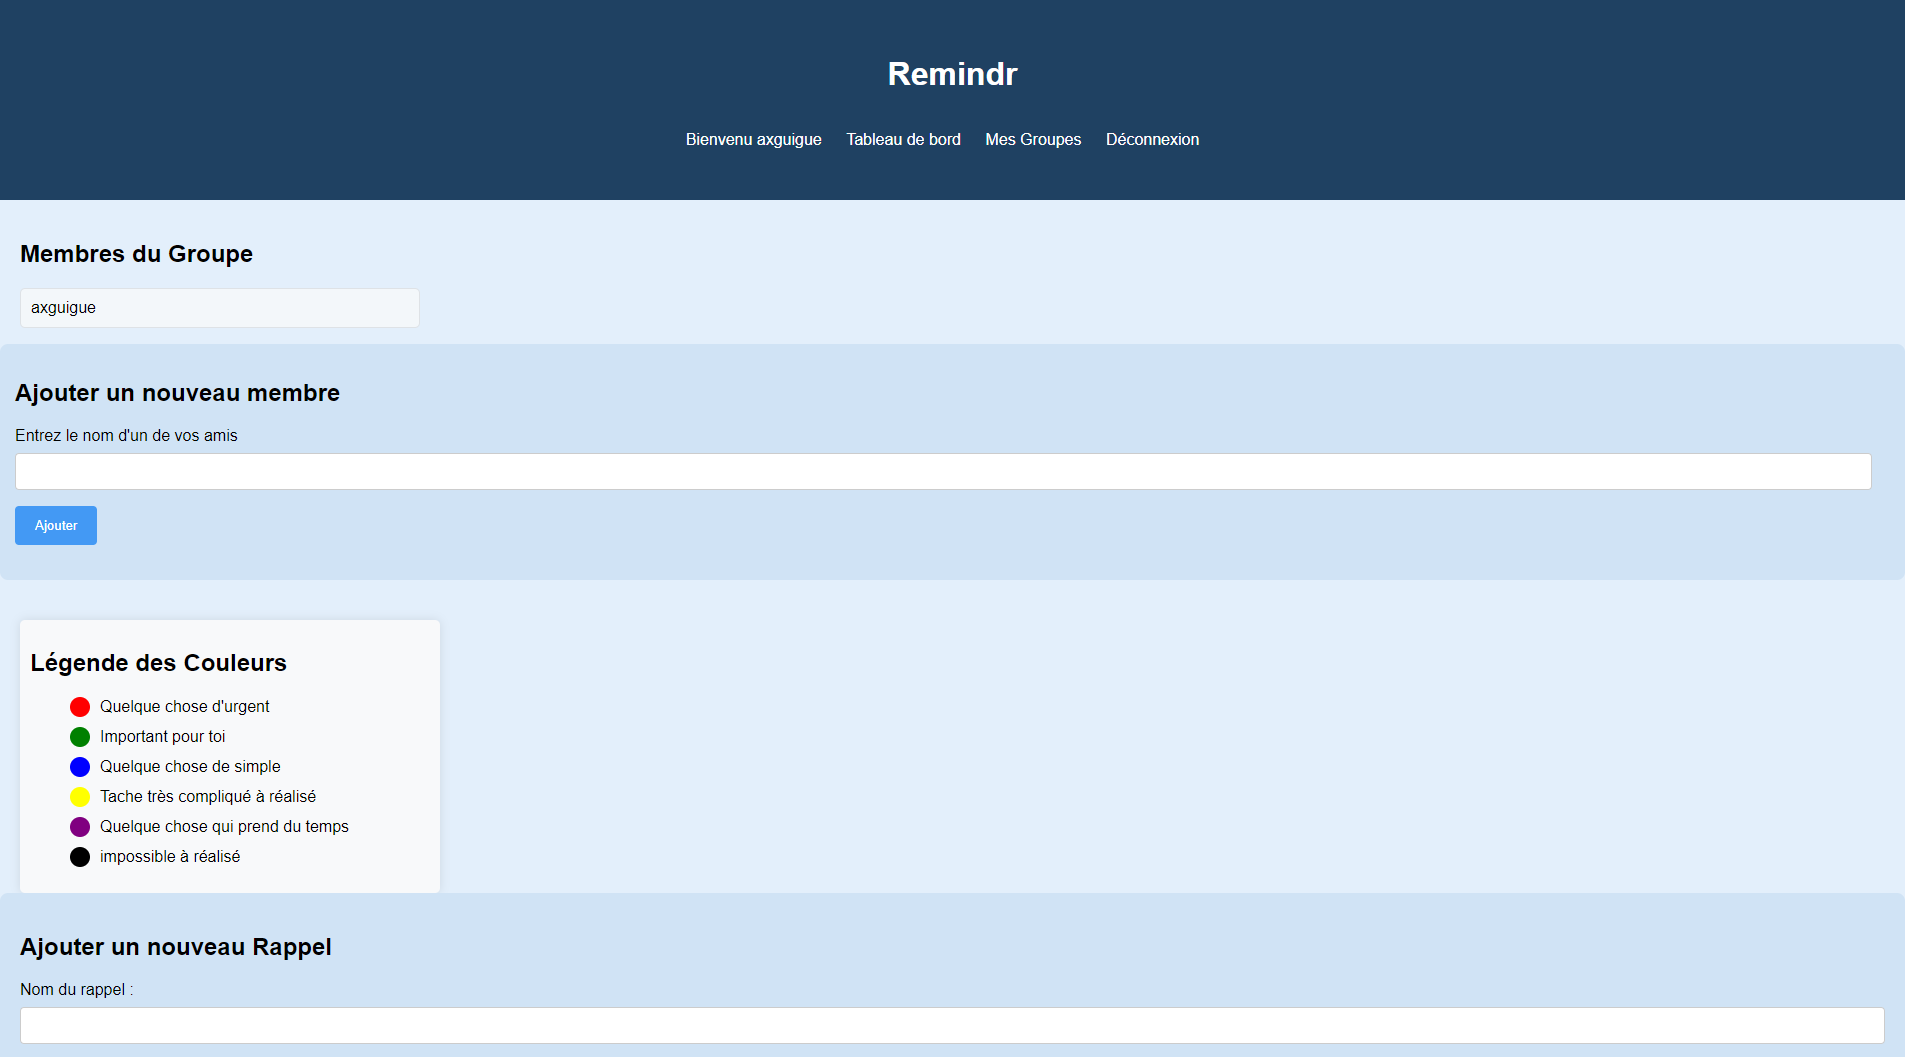 Remindr
Bienvenu axguigue Tableau de bord Mes Groupes Déconnexion
Membres du Groupe
axguigue
Ajouter un nouveau membre
Entrez le nom d'un de vos amis
Ajouter
Légende des Couleurs
Quelque chose d'urgent
Important pour toi
Quelque chose de simple
Tache très compliqué à réalisé
Quelque chose qui prend du temps
impossible à réalisé
Ajouter un nouveau Rappel
Nom du rappel :